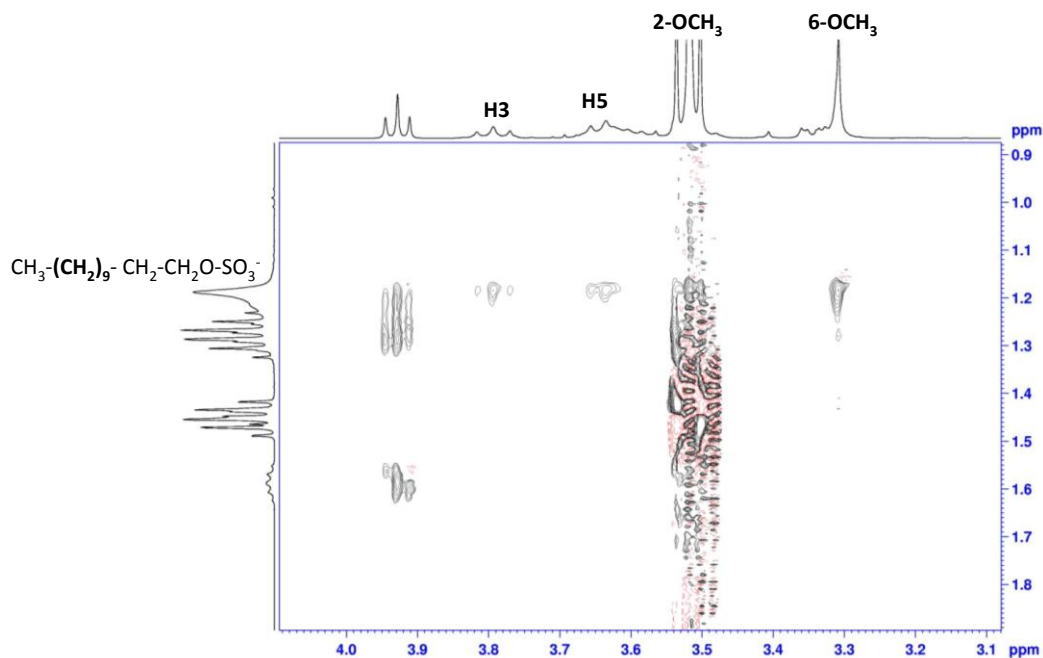 2-OCH₃ 6-OCH₃
H3 H5
ppm
0.9
1.0
1.1
CH₃-(CH₂)₉- CH₂-CH₂O-SO₃⁻
1.2
1.3
1.4
1.5
1.6
1.7
1.8
4.0 3.9 3.8 3.7 3.6 3.5 3.4 3.3 3.2 3.1 ppm